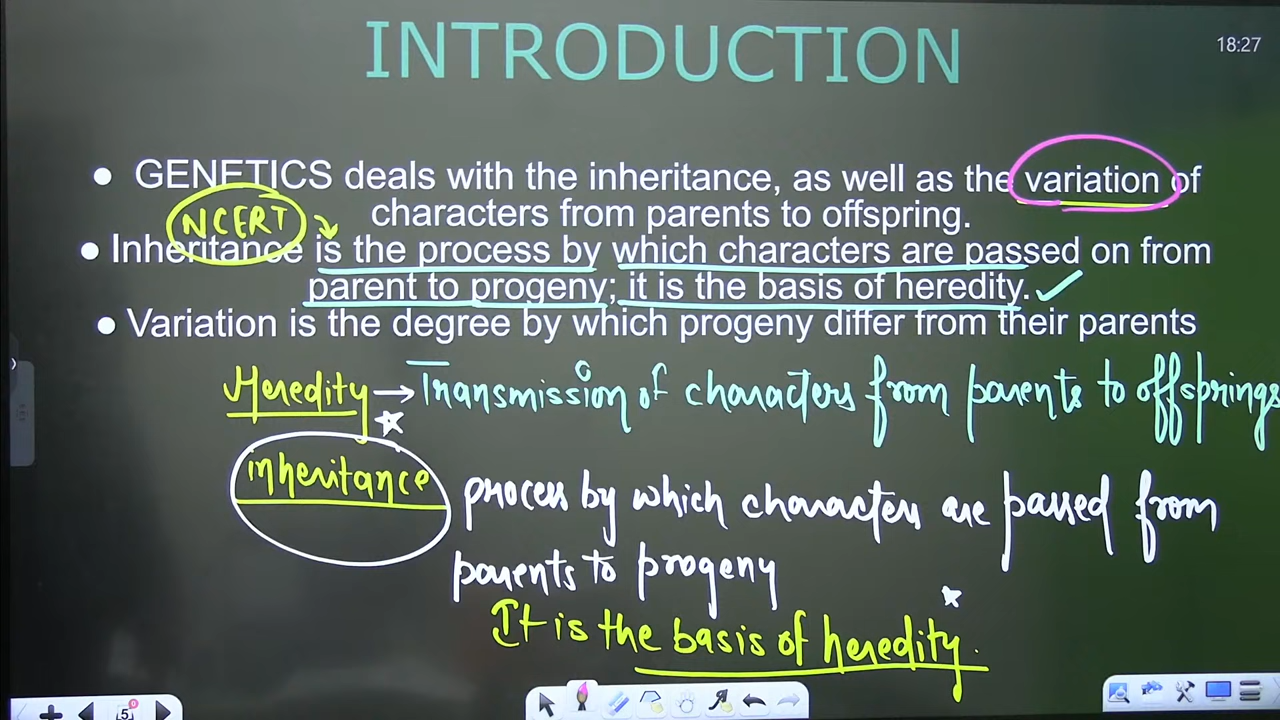 INTRODUCTION
18:27
● GENETICS deals with the inheritance, as well as the variation of
characters from parents to offspring.
NCERT
● Inheritance is the process by which characters are passed on from
parent to progeny; it is the basis of heredity.
● Variation is the degree by which progeny differ from their parents
Heredity → Transmission of characters from parents to offsprings
inheritance
process by which characters are passed from
parents to progeny
It is the basis of heredity.
5
0